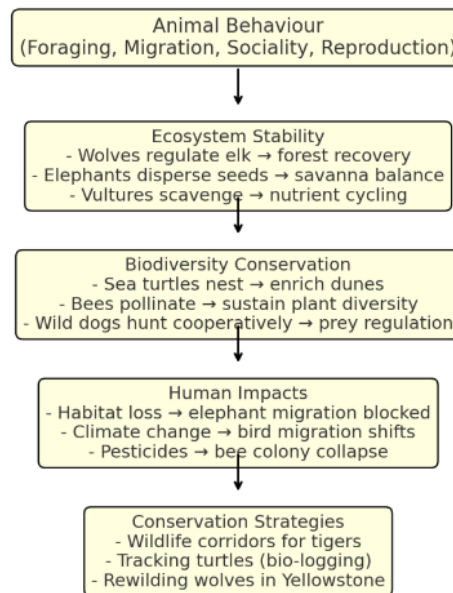 Animal Behaviour
(Foraging, Migration, Sociality, Reproduction)
Ecosystem Stability
- Wolves regulate elk → forest recovery
- Elephants disperse seeds → savanna balance
- Vultures scavenge → nutrient cycling
Biodiversity Conservation
- Sea turtles nest → enrich dunes
- Bees pollinate → sustain plant diversity
- Wild dogs hunt cooperatively → prey regulation
Human Impacts
- Habitat loss → elephant migration blocked
- Climate change → bird migration shifts
- Pesticides → bee colony collapse
Conservation Strategies
- Wildlife corridors for tigers
- Tracking turtles (bio-logging)
- Rewilding wolves in Yellowstone